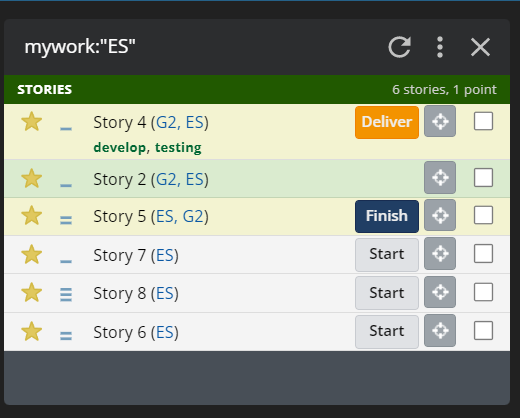 mywork:"ES"
STORIES 6 stories, 1 point
Story 4 (G2, ES) Deliver
develop, testing
Story 2 (G2, ES)
Story 5 (ES, G2) Finish
Story 7 (ES) Start
Story 8 (ES) Start
Story 6 (ES) Start